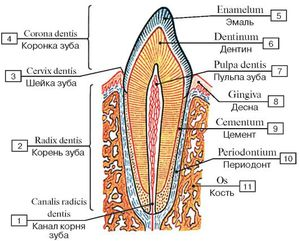 4
Corona dentis
Коронка зуба
3
Cervix dentis
Шейка зуба
2
Radix dentis
Корень зуба
1
Canalis radicis
dentis
Канал корня
зуба
Enamelum
Эмаль
5
Dentinum
Дентин
6
Pulpa dentis
Пульпа зуба
7
Gingiva
Десна
8
Cementum
Цемент
9
Periodontium
Периодонт
10
Os
Кость
11